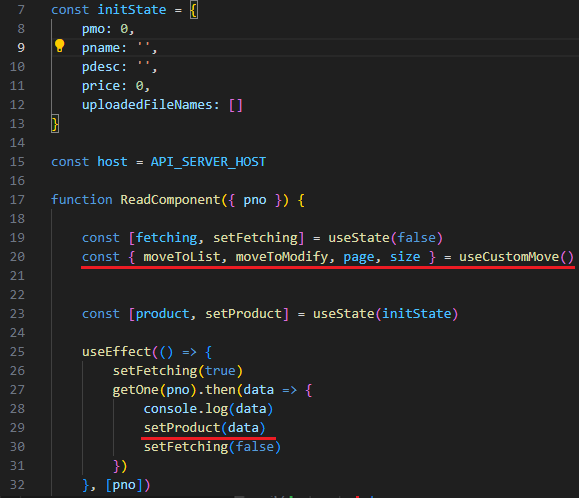 7 const initState = {
8 pmo: 0,
9 pname: '',
10 pdesc: '',
11 price: 0,
12 uploadedFileNames: []
13 }
14
15 const host = API_SERVER_HOST
16
17 function ReadComponent({ pno }) {
18
19 const [fetching, setFetching] = useState(false)
20 const { moveToList, moveToModify, page, size } = useCustomMove()
21
22
23 const [product, setProduct] = useState(initState)
24
25 useEffect(() => {
26 setFetching(true)
27 getOne(pno).then(data => {
28 console.log(data)
29 setProduct(data)
30 setFetching(false)
31 })
32 }, [pno])